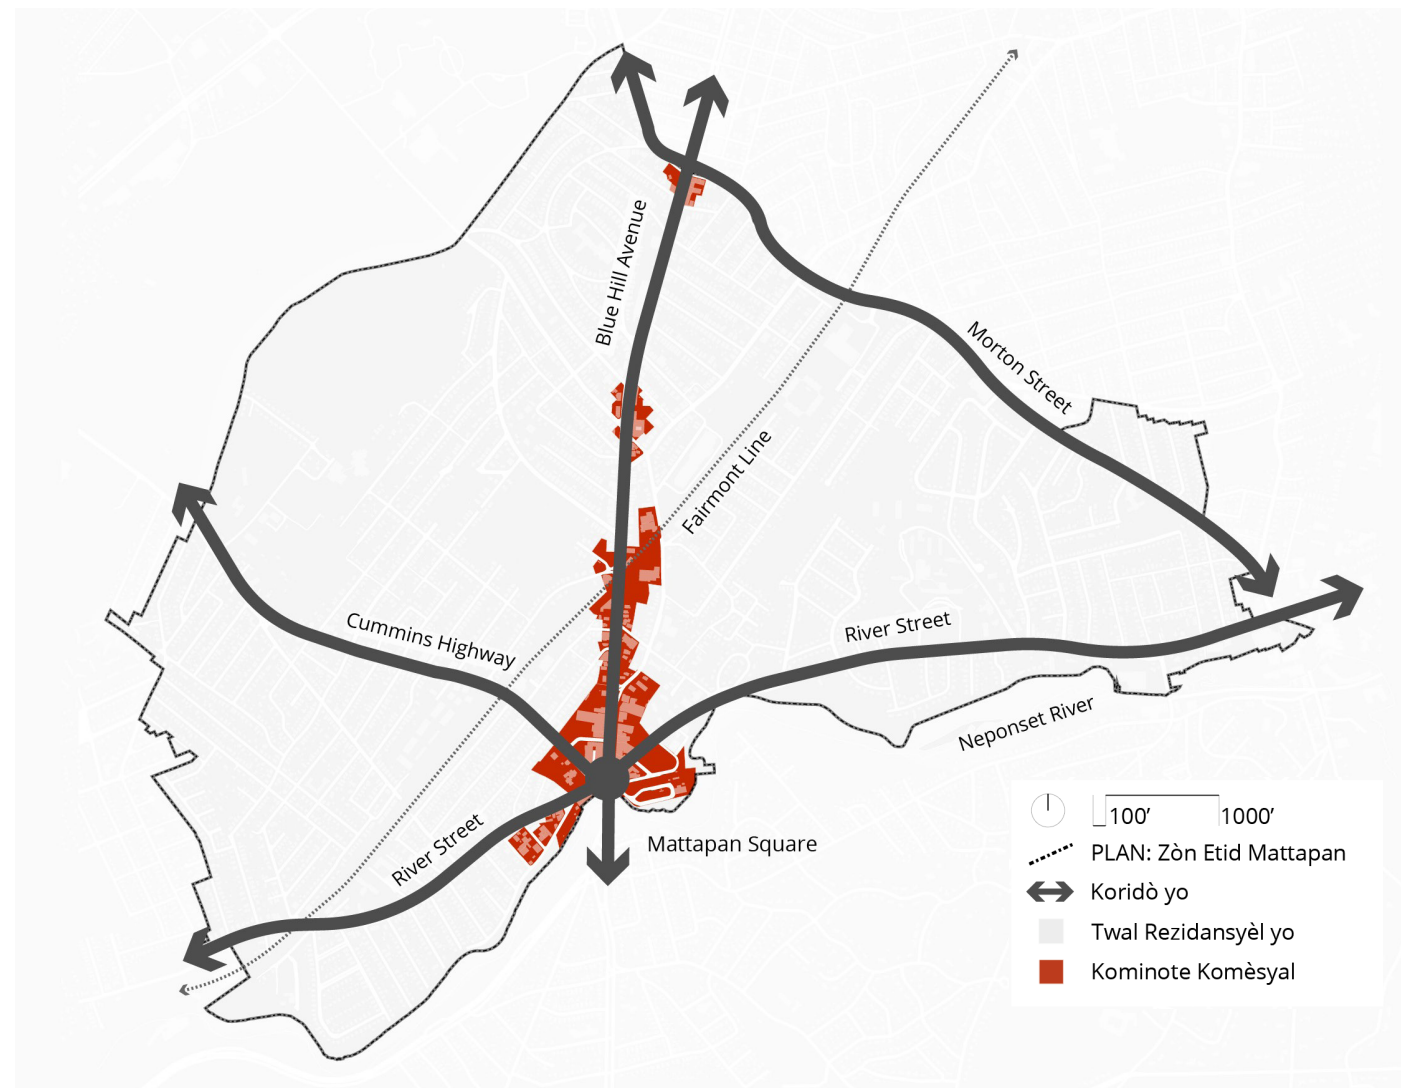 Blue Hill Avenue
Morton Street
Fairmont Line
Cummins Highway
River Street
Neponset River
River Street
Mattapan Square
100’
1000’
PLAN: Zòn Etid Mattapan
Koridò yo
Twal Rezidansyèl yo
Kominote Komèsyal